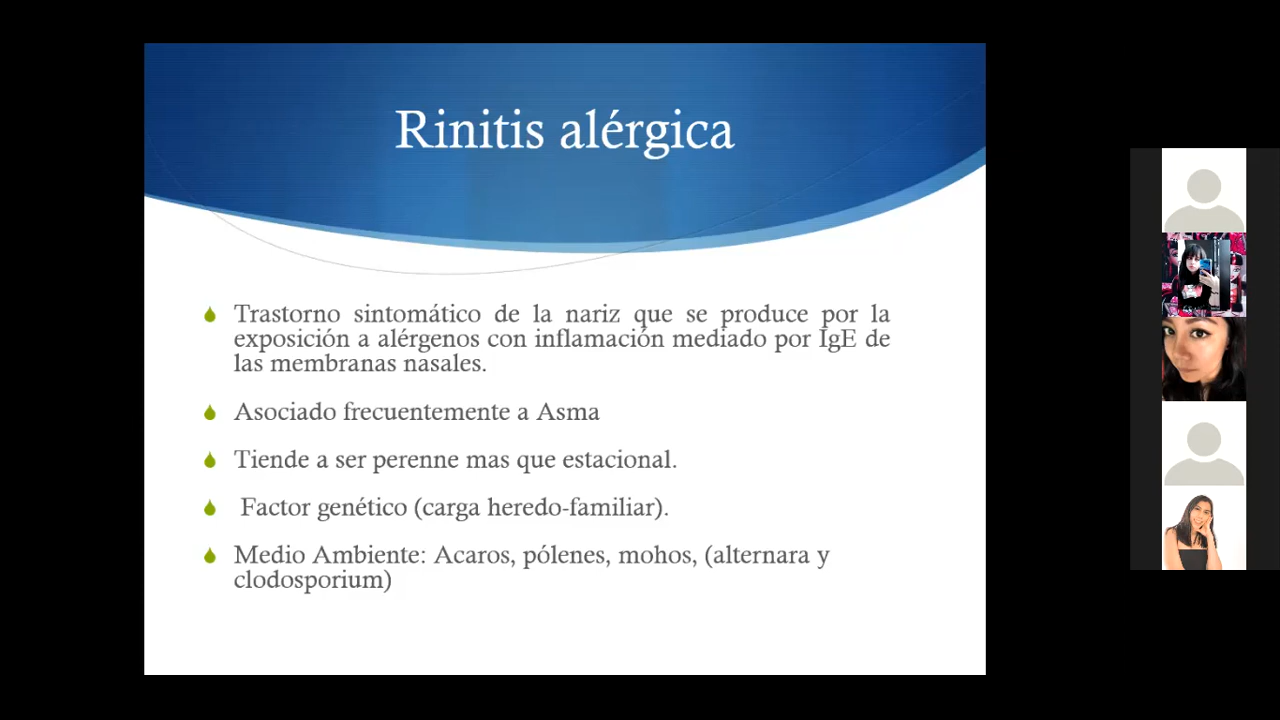 Rinitis alérgica
Trastorno sintomático de la nariz que se produce por la
exposición a alérgenos con inflamación mediado por IgE de
las membranas nasales.
Asociado frecuentemente a Asma
Tiende a ser perenne mas que estacional.
Factor genético (carga heredo-familiar).
Medio Ambiente: Acaros, pólenes, mohos, (alternara y
clodosporium)